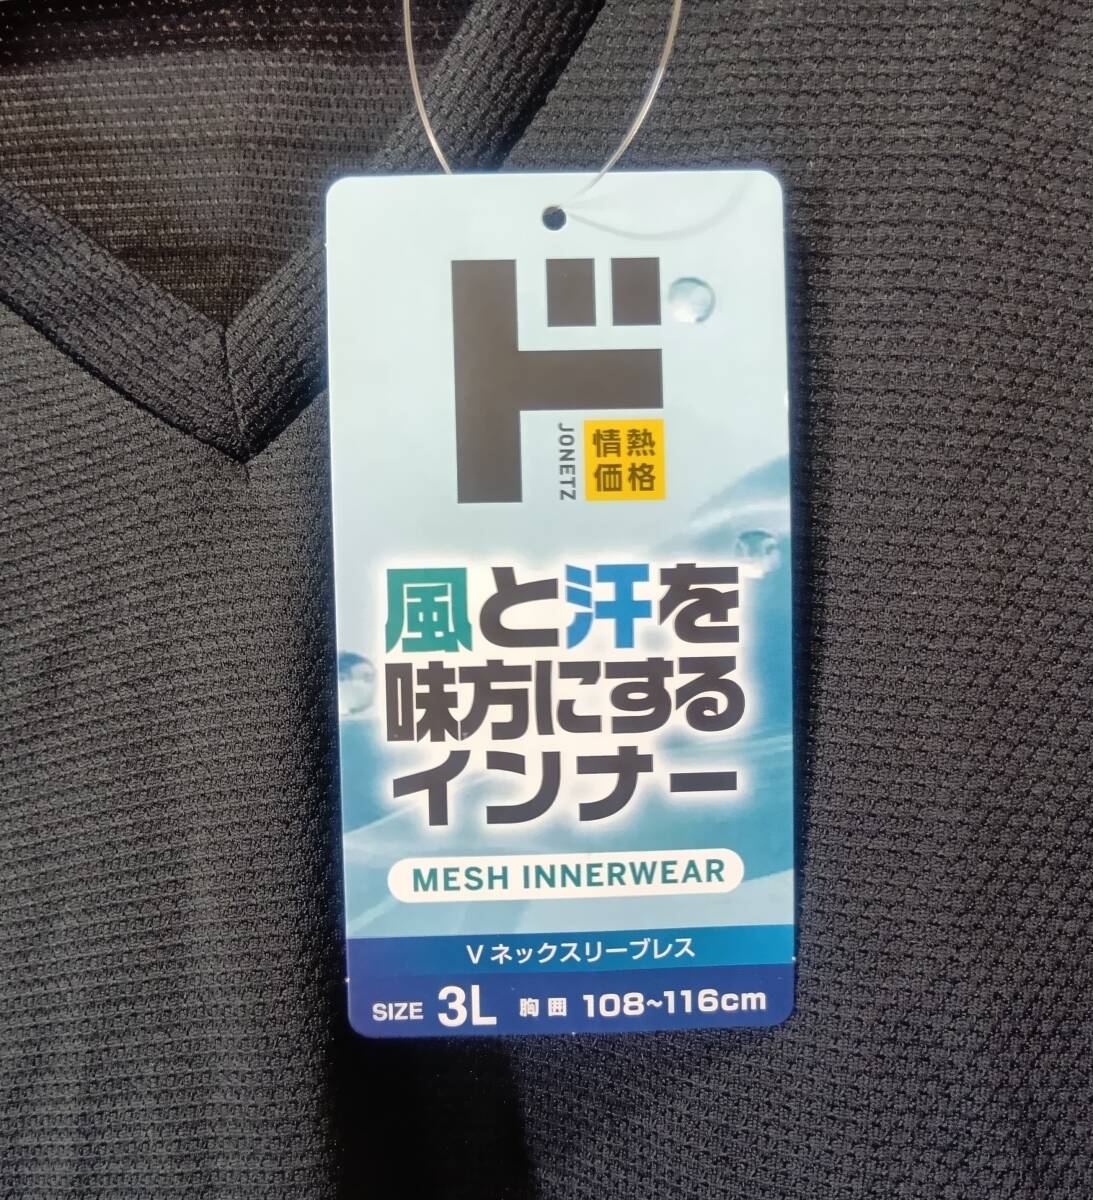 ド
JONETZ
情熱
価格
風と汗を
味方にする
インナー
MESH INNERWEAR
Vネックスリーブレス
SIZE 3L 胸囲 108~116cm